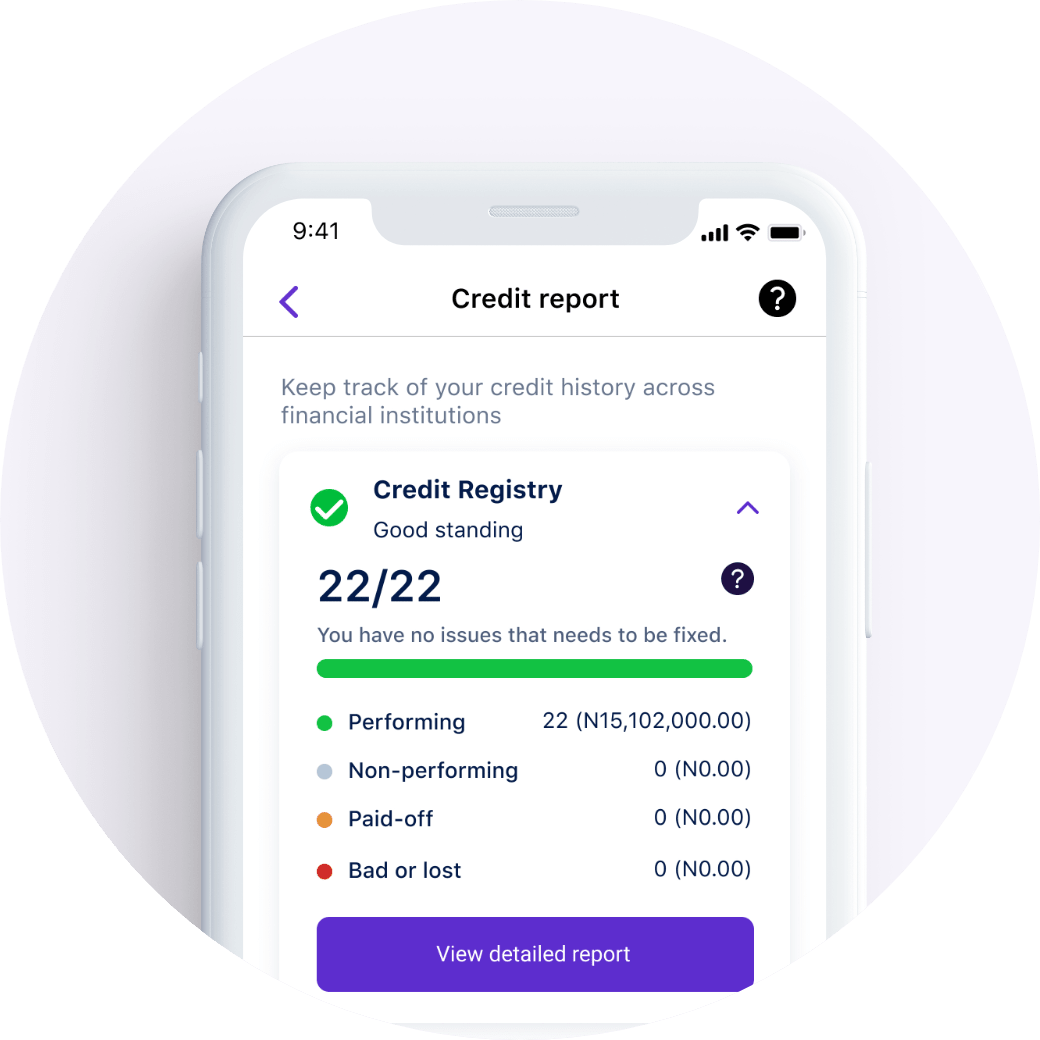 9:41
Credit report
?
Keep track of your credit history across
financial institutions
Credit Registry
Good standing
22/22
?
You have no issues that needs to be fixed.
Performing 22 (N15,102,000.00)
Non-performing 0 (N0.00)
Paid-off 0 (N0.00)
Bad or lost 0 (N0.00)
View detailed report